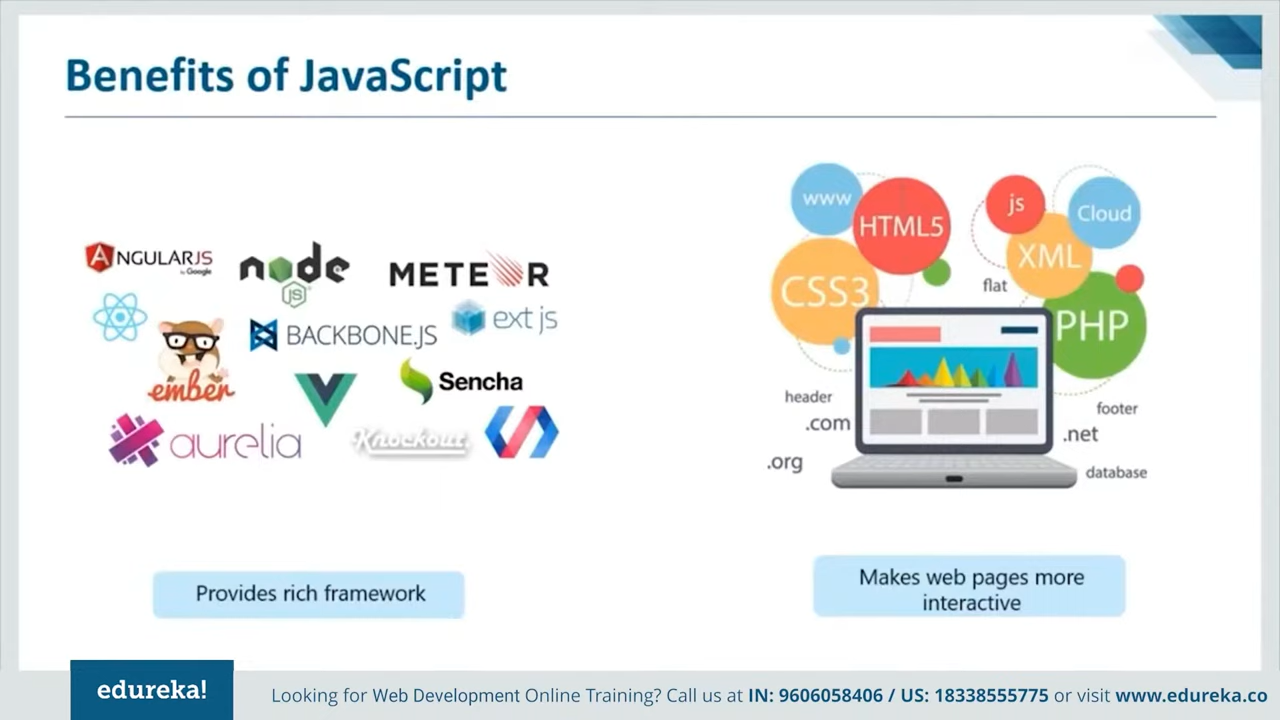 Benefits of JavaScript
ANGULARJS
by Google
node
JS
METEOR
BACKBONE.JS
ext js
ember
Sencha
aurelia
Knockout.
www
HTML5
js
Cloud
XML
flat
CSS3
PHP
header
.com
footer
.net
.org
database
Provides rich framework
Makes web pages more
interactive
edureka!
Looking for Web Development Online Training? Call us at IN: 9606058406 / US: 18338555775 or visit www.edureka.co